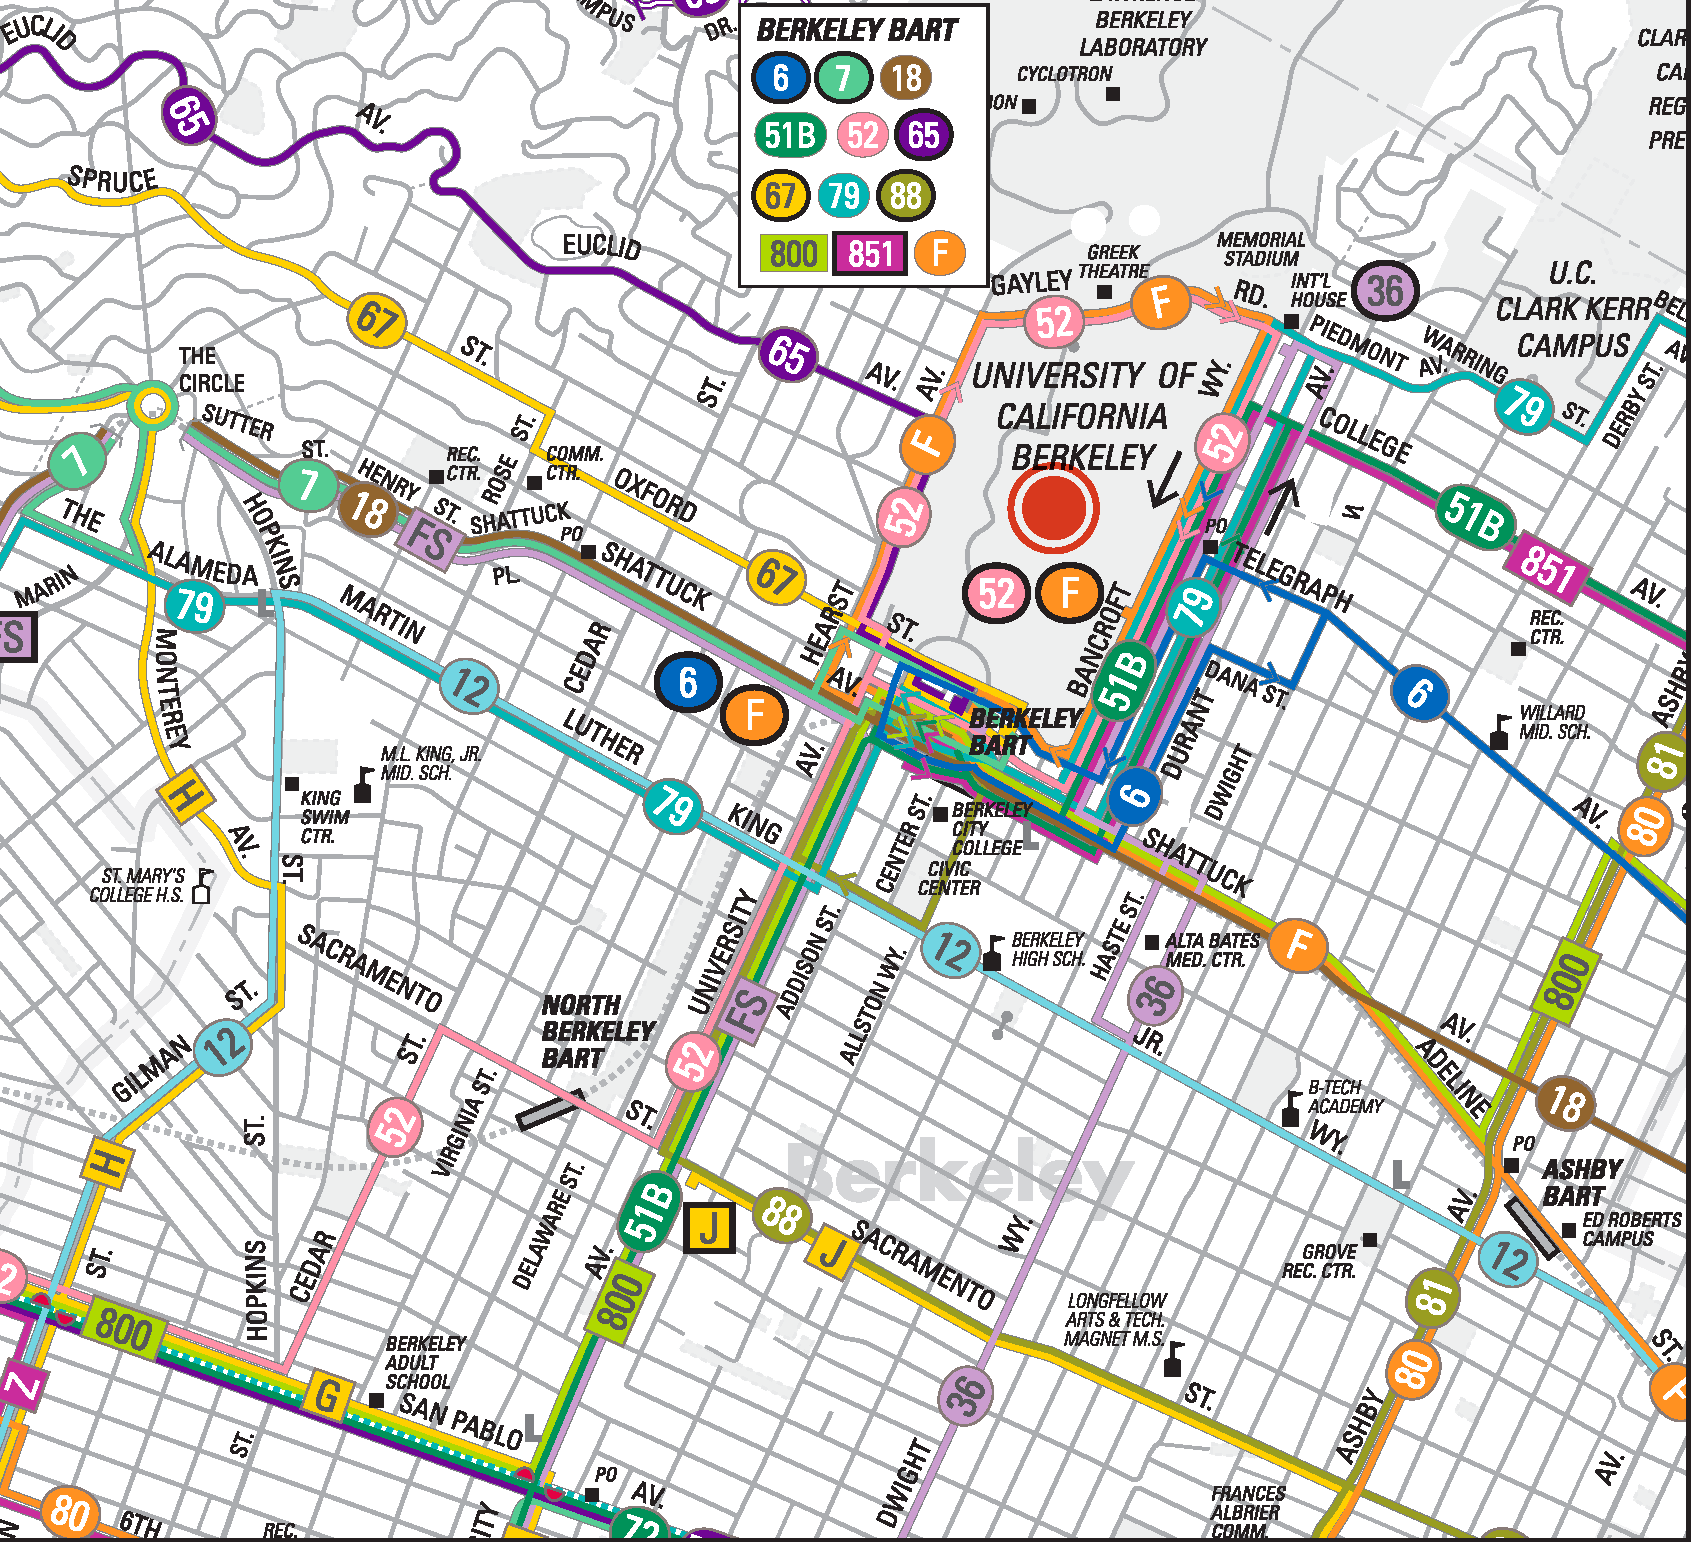 EUCLID
MPUS
DR.
BERKELEY BART
6 7 18
51B 52 65
67 79 88
800 851 F
BERKELEY
LABORATORY
CYCLOTRON
ION
CLAR
CA
REG
PRE
65
AV.
SPRUCE
EUCLID
67
ST.
65
AV.
ST.
AV.
GAYLEY
GREEK
THEATRE
52
F
RD.
MEMORIAL
STADIUM
INT'L
HOUSE
36
PIEDMONT
AV.
WARRING
ST.
79
DERBY ST.
U.C.
CLARK KERR
CAMPUS
BEL
AV
THE
CIRCLE
SUTTER
ST.
7
7
HENRY
ST.
18
FS
REC.
CTR.
ROSE
ST.
COMM.
CTR.
OXFORD
SHATTUCK
PL.
PO
SHATTUCK
67
F
52
UNIVERSITY OF
CALIFORNIA
BERKELEY
52
F
WY.
52
AV.
COLLEGE
51B
851
AV.
PO
TELEGRAPH
79
REC.
CTR.
THE
ALAMEDA
MARIN
FS
HOPKINS
79
L
MARTIN
MONTEREY
12
CEDAR
HEARST
ST.
AV.
6
F
BANCROFT
51B
DANA ST.
DURANT
6
WILLARD
MID. SCH.
ASHBY
81
80
AV.
LUTHER
M.L. KING, JR.
MID. SCH.
KING
SWIM
CTR.
H
AV.
ST.
79
KING
AV.
BERKELEY
BART
6
DWIGHT
SHATTUCK
CENTER ST.
BERKELEY
CITY
COLLEGE
L
CIVIC
CENTER
ST. MARY'S
COLLEGE H.S.
SACRAMENTO
UNIVERSITY
ADDISON ST.
FS
ALLSTON WY.
12
BERKELEY
HIGH SCH.
HASTE ST.
ALTA BATES
MED. CTR.
36
F
800
ST.
GILMAN
12
NORTH
BERKELEY
BART
ST.
52
JR.
AV.
ADELINE
18
B-TECH
ACADEMY
WY.
52
VIRGINIA ST.
ST.
H
ST.
Berkeley
L
PO
ASHBY
BART
ED ROBERTS
CAMPUS
51B
J
88
J
SACRAMENTO
WY.
GROVE
REC. CTR.
AV.
12
CEDAR
HOPKINS
DELAWARE ST.
AV.
800
ST.
2
800
LONGFELLOW
ARTS & TECH.
MAGNET M.S.
81
80
ST.
F
BERKELEY
ADULT
SCHOOL
Z
G
SAN PABLO
L
36
ST.
ASHBY
AV.
ST.
PO
AV.
DWIGHT
FRANCES
ALBRIER
COMM.
80
6TH
REC.
ITY
72
N